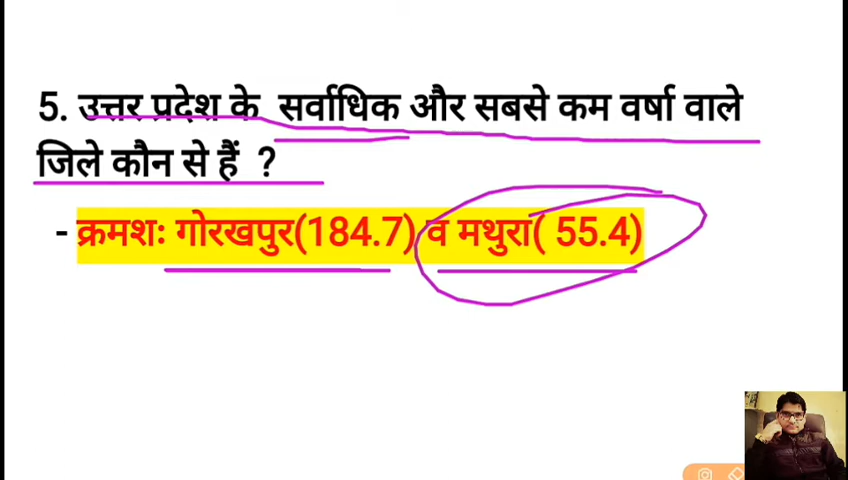 5. उत्तर प्रदेश के सर्वाधिक और सबसे कम वर्षा वाले
जिले कौन से हैं ?
- क्रमशः गोरखपुर(184.7) व मथुरा( 55.4)